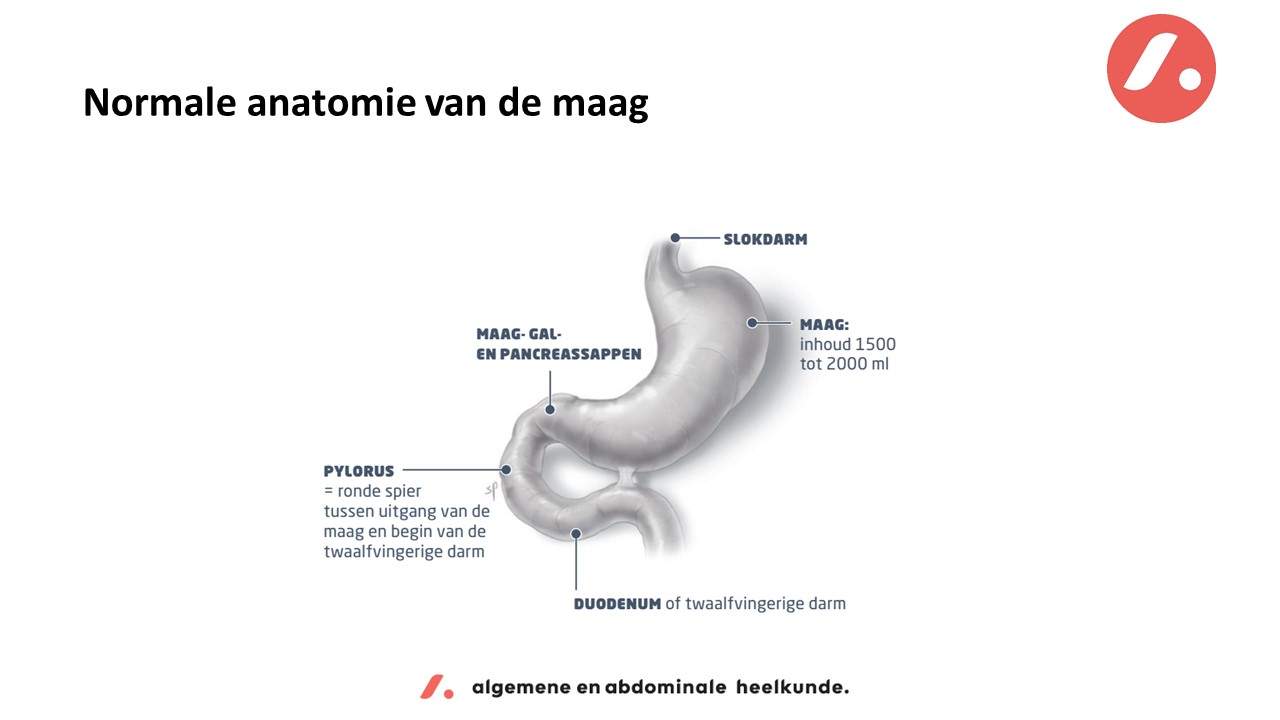 Normale anatomie van de maag
SLOKDARM
MAAG:
inhoud 1500
tot 2000 ml
MAAG- GAL-
EN PANCREASSAPPEN
PYLORUS
= ronde spier
tussen uitgang van de
maag en begin van de
twaalfvingerige darm
sp
DUODENUM of twaalfvingerige darm
algemene en abdominale heelkunde.